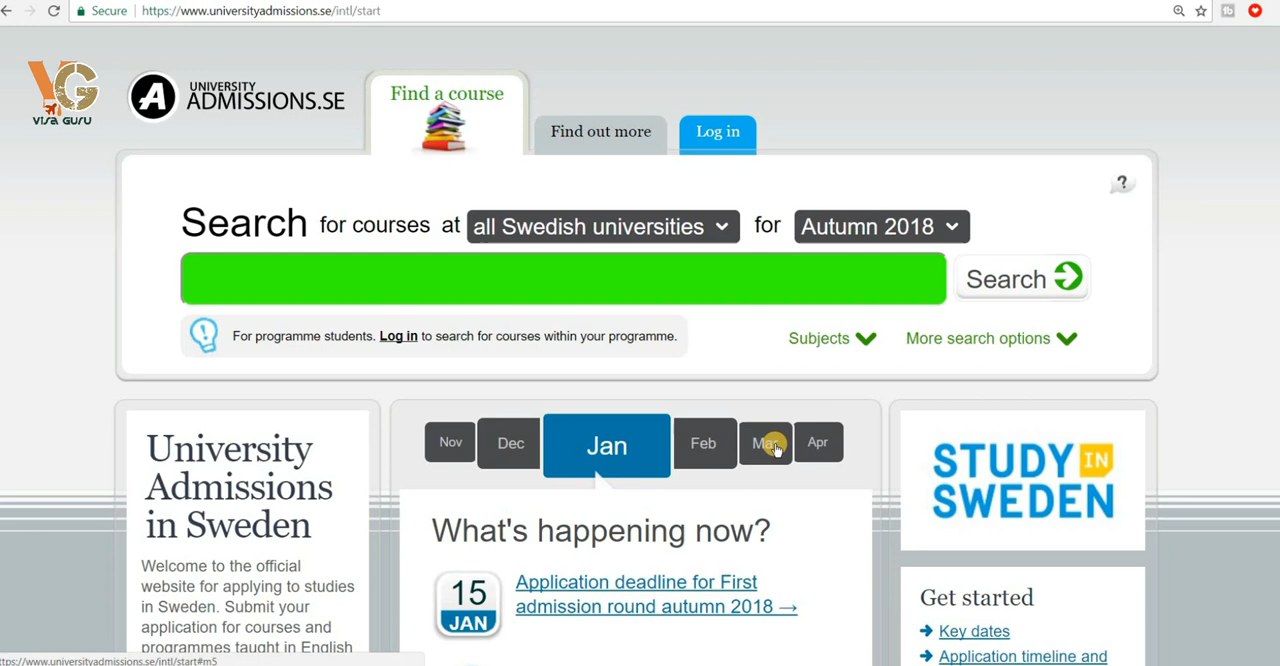 Secure
https://www.universityadmissions.se/intl/start
VG
visa Guru
A
UNIVERSITY
ADMISSIONS.SE
Find a course
Find out more
Log in
?
Search for courses at all Swedish universities for Autumn 2018
Search
For programme students. Log in to search for courses within your programme.
Subjects
More search options
Nov
Dec
Jan
Feb
Mar
Apr
University
Admissions
in Sweden
Welcome to the official
website for applying to studies
in Sweden. Submit your
application for courses and
programmes taught in English
What's happening now?
15
JAN
Application deadline for First
admission round autumn 2018 →
STUDY IN
SWEDEN
Get started
Key dates
Application timeline and
ttps://www.universityadmissions.se/intl/start#m5